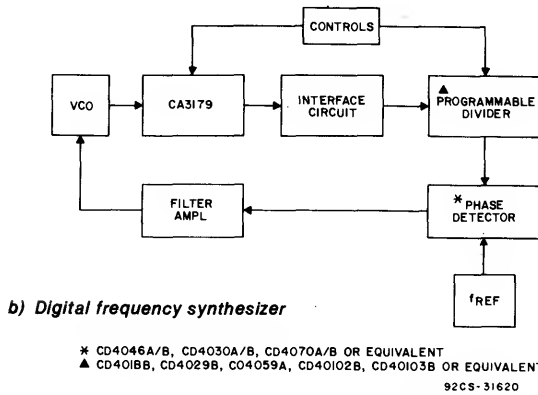 CONTROLS
VCO
CA3179
INTERFACE
CIRCUIT
▲ PROGRAMMABLE
DIVIDER
FILTER
AMPL
* PHASE
DETECTOR
fREF
b) Digital frequency synthesizer
* CD4046A/B, CD4030A/B, CD4070A/B OR EQUIVALENT
▲ CD4018B, CD4029B, CD4059A, CD40102B, CD40103B OR EQUIVALENT
92CS-31620